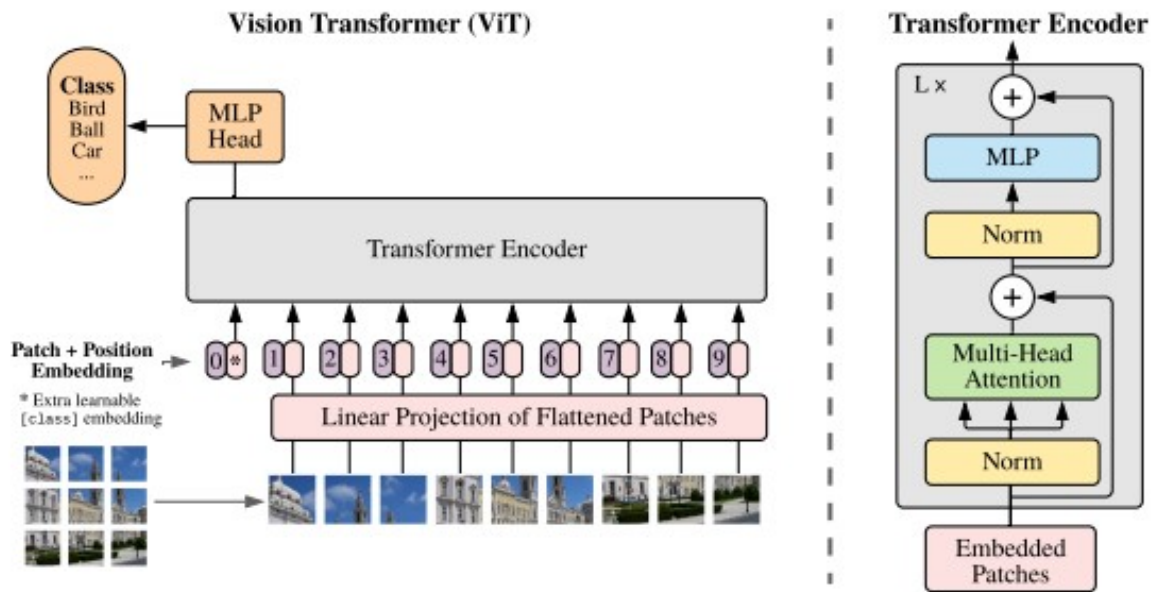 Vision Transformer (ViT)
Class
Bird
Ball
Car
...
MLP
Head
Transformer Encoder
Patch + Position
Embedding
* Extra learnable
[class] embedding
0 *
1
2
3
4
5
6
7
8
9
Linear Projection of Flattened Patches
Transformer Encoder
L ×
+
MLP
Norm
+
Multi-Head
Attention
Norm
Embedded
Patches